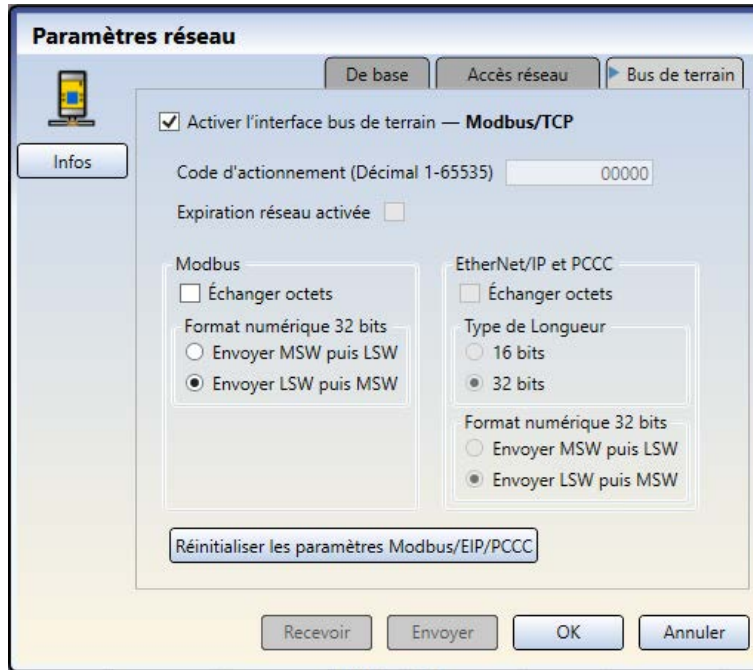 Paramètres réseau
De base
Accès réseau
Bus de terrain
Infos
Activer l'interface bus de terrain — Modbus/TCP
Code d'actionnement (Décimal 1-65535) 00000
Expiration réseau activée
Modbus
Échanger octets
Format numérique 32 bits
Envoyer MSW puis LSW
Envoyer LSW puis MSW
EtherNet/IP et PCCC
Échanger octets
Type de Longueur
16 bits
32 bits
Format numérique 32 bits
Envoyer MSW puis LSW
Envoyer LSW puis MSW
Réinitialiser les paramètres Modbus/EIP/PCCC
Recevoir
Envoyer
OK
Annuler